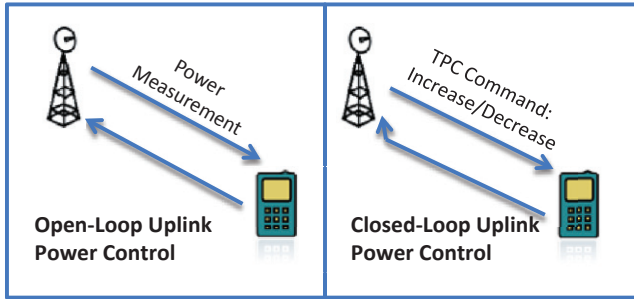 Power
Measurement
Open-Loop Uplink
Power Control
TPC Command:
Increase/Decrease
Closed-Loop Uplink
Power Control